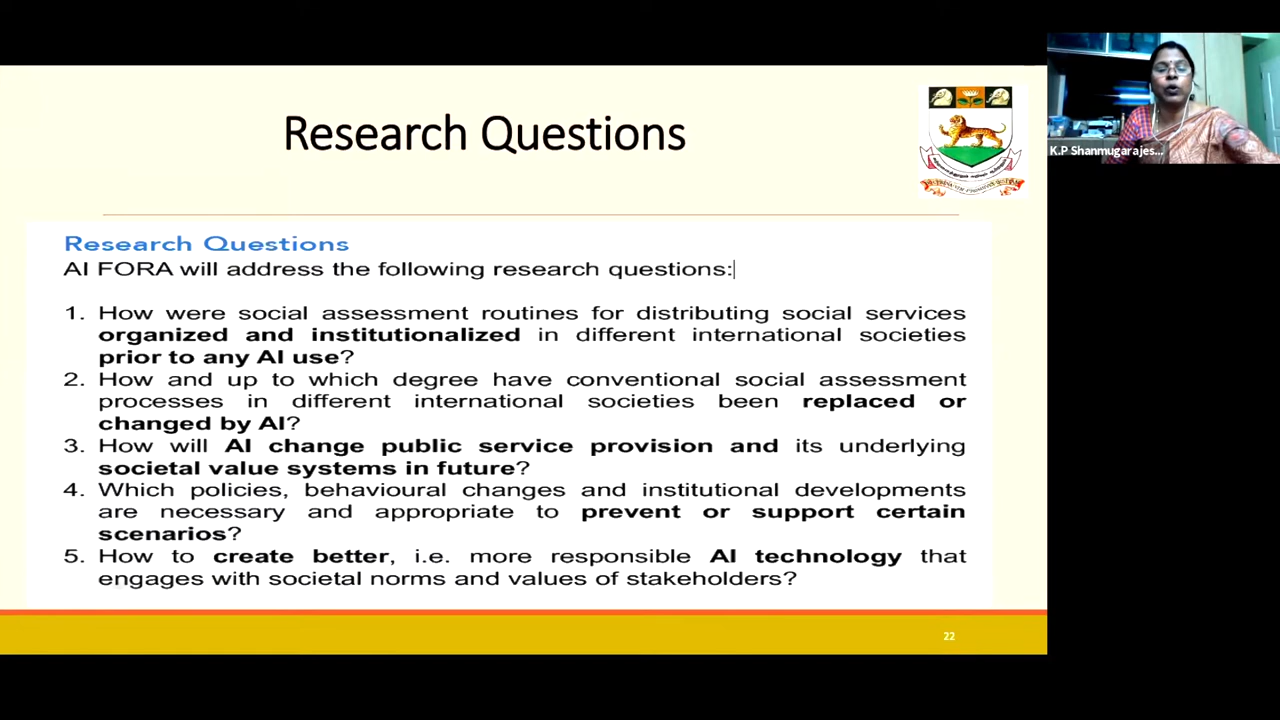 Research Questions
K.P Shanmugarajes...
Research Questions
AI FORA will address the following research questions:
1. How were social assessment routines for distributing social services
organized and institutionalized in different international societies
prior to any AI use?
2. How and up to which degree have conventional social assessment
processes in different international societies been replaced or
changed by AI?
3. How will AI change public service provision and its underlying
societal value systems in future?
4. Which policies, behavioural changes and institutional developments
are necessary and appropriate to prevent or support certain
scenarios?
5. How to create better, i.e. more responsible AI technology that
engages with societal norms and values of stakeholders?
22